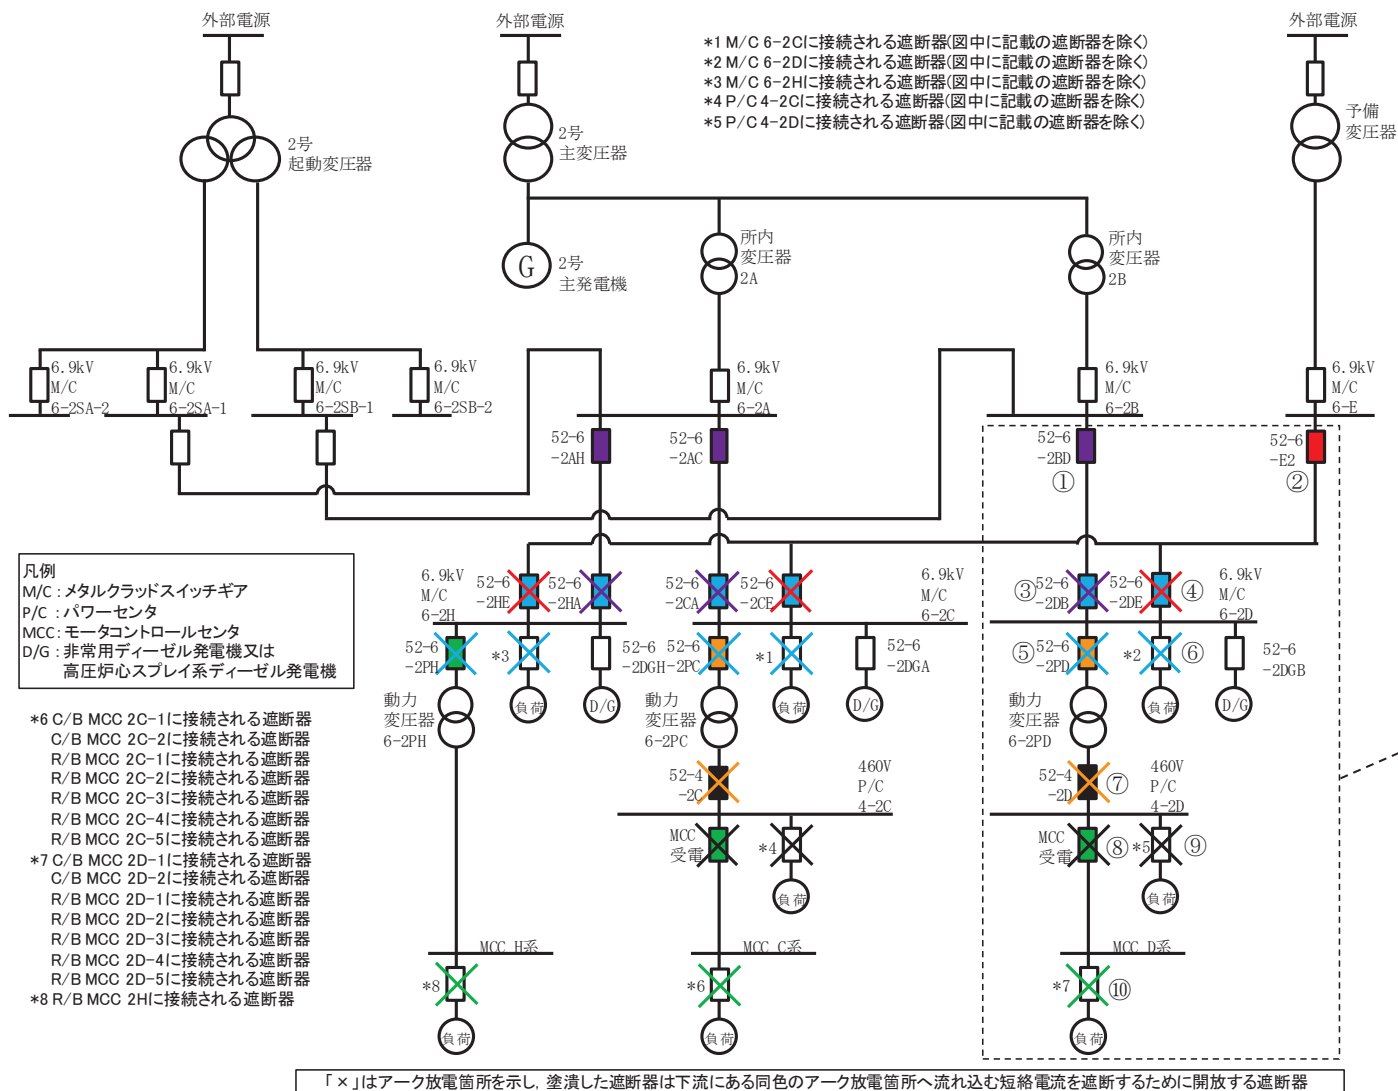 外部電源
外部電源
外部電源
*1 M/C 6-2Cに接続される遮断器(図中に記載の遮断器を除く)
*2 M/C 6-2Dに接続される遮断器(図中に記載の遮断器を除く)
*3 M/C 6-2Hに接続される遮断器(図中に記載の遮断器を除く)
*4 P/C 4-2Cに接続される遮断器(図中に記載の遮断器を除く)
*5 P/C 4-2Dに接続される遮断器(図中に記載の遮断器を除く)
2号
起動変圧器
2号
主変圧器
予備
変圧器
G
2号
主発電機
所内
変圧器
2A
所内
変圧器
2B
6.9kV
M/C
6-2SA-2
6.9kV
M/C
6-2SA-1
6.9kV
M/C
6-2SB-1
6.9kV
M/C
6-2SB-2
6.9kV
M/C
6-2A
6.9kV
M/C
6-2B
6.9kV
M/C
6-E
52-6
-2AH
52-6
-2AC
52-6
-2BD
①
52-6
-E2
②
凡例
M/C : メタルクラッドスイッチギア
P/C : パワーセンタ
MCC : モータコントロールセンタ
D/G : 非常用ディーゼル発電機又は
高圧炉心スプレイ系ディーゼル発電機
6.9kV
M/C
6-2H
52-6
-2HE
52-6
-2HA
52-6
-2CA
52-6
-2CE
6.9kV
M/C
6-2C
③
52-6
-2DB
52-6
-2DE
④
6.9kV
M/C
6-2D
52-6
-2PH
*3
52-6
-2DGH
52-6
-2PC
*1
52-6
-2DGA
⑤
52-6
-2PD
*2
⑥
52-6
-2DGB
動力
変圧器
6-2PH
負荷
D/G
動力
変圧器
6-2PC
負荷
D/G
動力
変圧器
6-2PD
負荷
D/G
*6 C/B MCC 2C-1に接続される遮断器
C/B MCC 2C-2に接続される遮断器
R/B MCC 2C-1に接続される遮断器
R/B MCC 2C-2に接続される遮断器
R/B MCC 2C-3に接続される遮断器
R/B MCC 2C-4に接続される遮断器
R/B MCC 2C-5に接続される遮断器
*7 C/B MCC 2D-1に接続される遮断器
C/B MCC 2D-2に接続される遮断器
R/B MCC 2D-1に接続される遮断器
R/B MCC 2D-2に接続される遮断器
R/B MCC 2D-3に接続される遮断器
R/B MCC 2D-4に接続される遮断器
R/B MCC 2D-5に接続される遮断器
*8 R/B MCC 2Hに接続される遮断器
52-4
-2C
460V
P/C
4-2C
52-4
-2D
⑦
460V
P/C
4-2D
MCC
受電
*4
MCC
受電
⑧
*5
⑨
負荷
負荷
MCC H系
MCC C系
MCC D系
*8
*6
*7
⑩
負荷
負荷
負荷
「×」はアーク放電箇所を示し, 塗潰した遮断器は下流にある同色のアーク放電箇所へ流れ込む短絡電流を遮断するために開放する遮断器